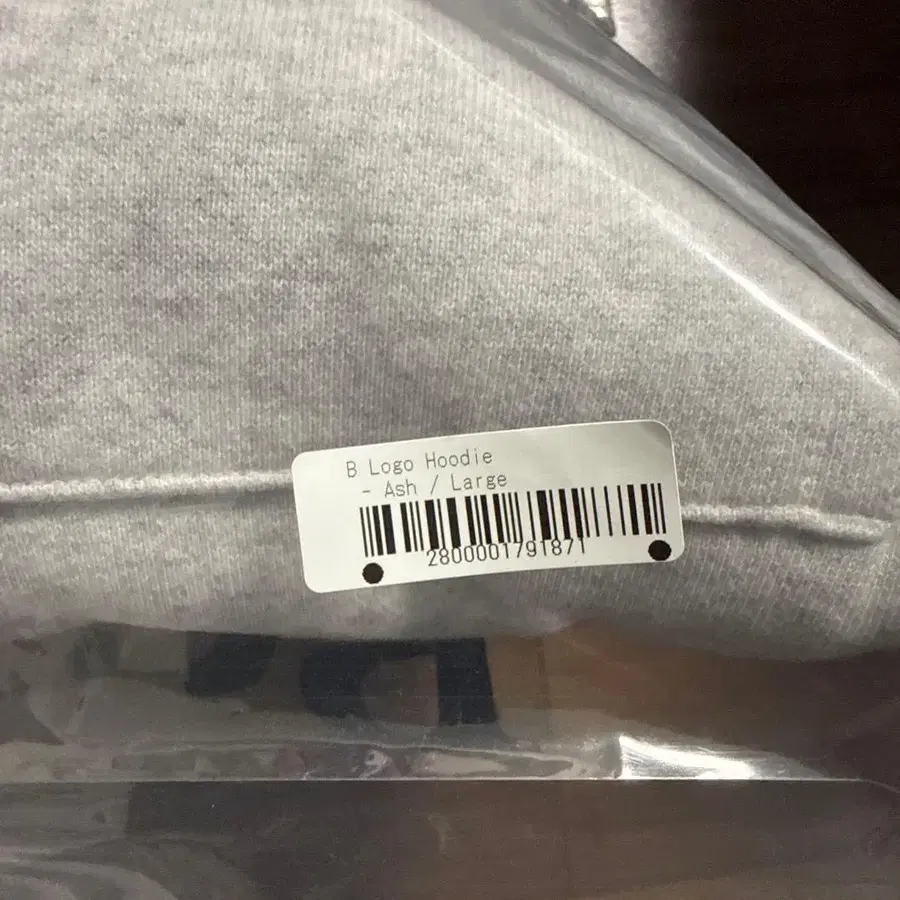 B Logo Hoodie
- Ash / Large
2800001791871